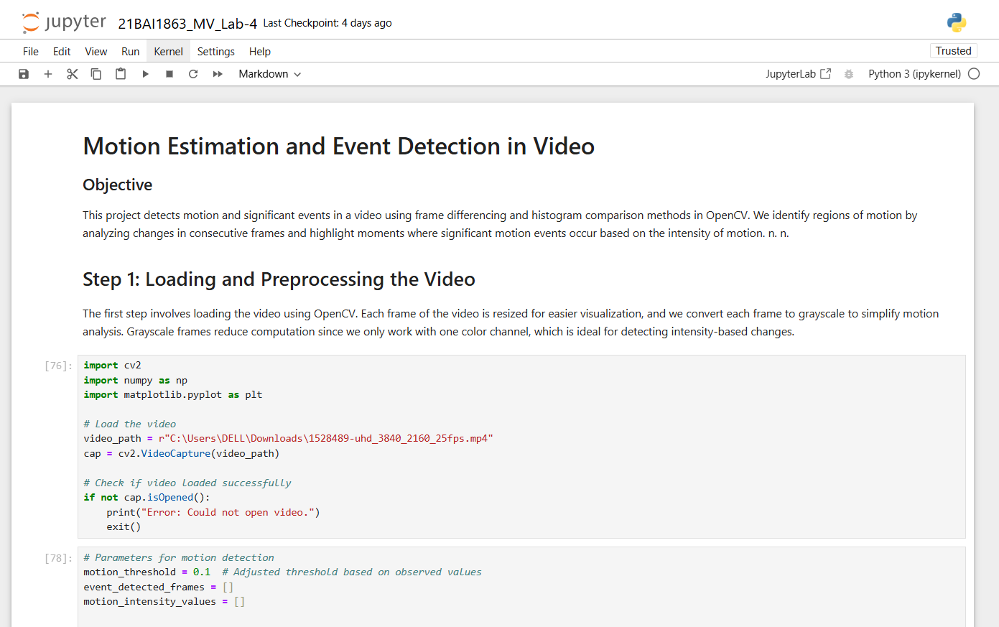 jupyter 21BAI1863_MV_Lab-4 Last Checkpoint: 4 days ago
File Edit View Run Kernel Settings Help Trusted
Markdown JupyterLab Python 3 (ipykernel)
Motion Estimation and Event Detection in Video
Objective
This project detects motion and significant events in a video using frame differencing and histogram comparison methods in OpenCV. We identify regions of motion by
analyzing changes in consecutive frames and highlight moments where significant motion events occur based on the intensity of motion. n. n.
Step 1: Loading and Preprocessing the Video
The first step involves loading the video using OpenCV. Each frame of the video is resized for easier visualization, and we convert each frame to grayscale to simplify motion
analysis. Grayscale frames reduce computation since we only work with one color channel, which is ideal for detecting intensity-based changes.
[76]: import cv2
import numpy as np
import matplotlib.pyplot as plt
# Load the video
video_path = r"C:\Users\DELL\Downloads\1528489-uhd_3840_2160_25fps.mp4"
cap = cv2.VideoCapture(video_path)
# Check if video loaded successfully
if not cap.isOpened():
    print("Error: Could not open video.")
    exit()
[78]: # Parameters for motion detection
motion_threshold = 0.1  # Adjusted threshold based on observed values
event_detected_frames = []
motion_intensity_values = []